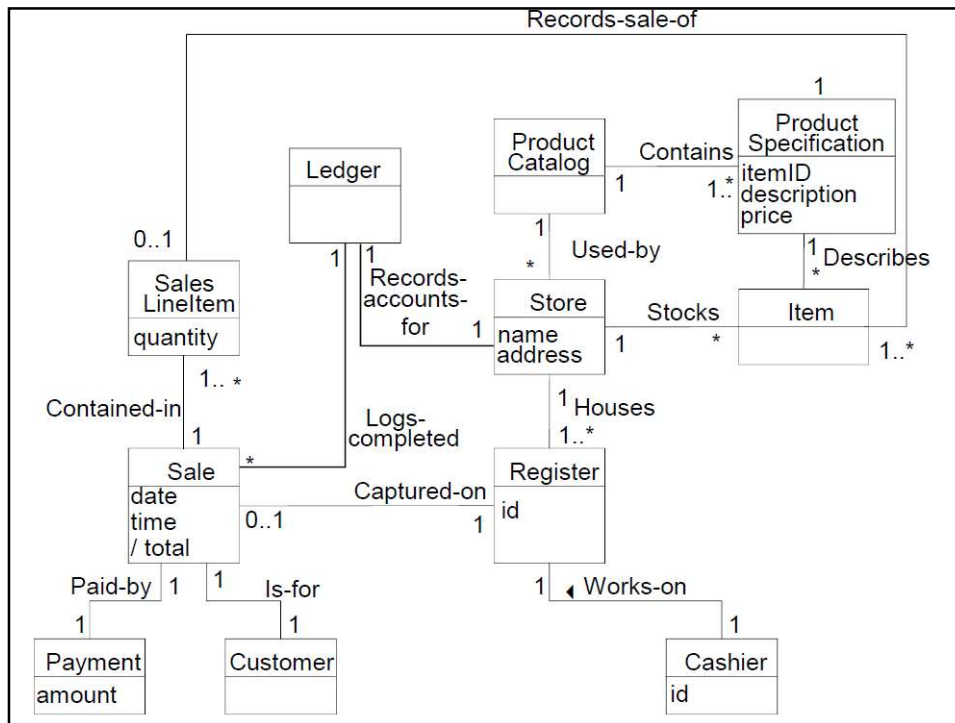 Records-sale-of
1
Product
Specification
itemID
description
price
Product
Catalog
Contains
1
1..*
Ledger
0..1
1
1
1
*
Used-by
1
*
Describes
Records-
accounts-
for
1
Sales
LineItem
quantity
Store
name
address
Stocks
1
*
Item
1..*
1.. *
Contained-in
1
Logs-
completed
*
1
Houses
1..*
Sale
date
time
/ total
Captured-on
0..1
1
Register
id
Paid-by
1
1
Is-for
1
◀ Works-on
1
1
1
Payment
amount
Customer
Cashier
id